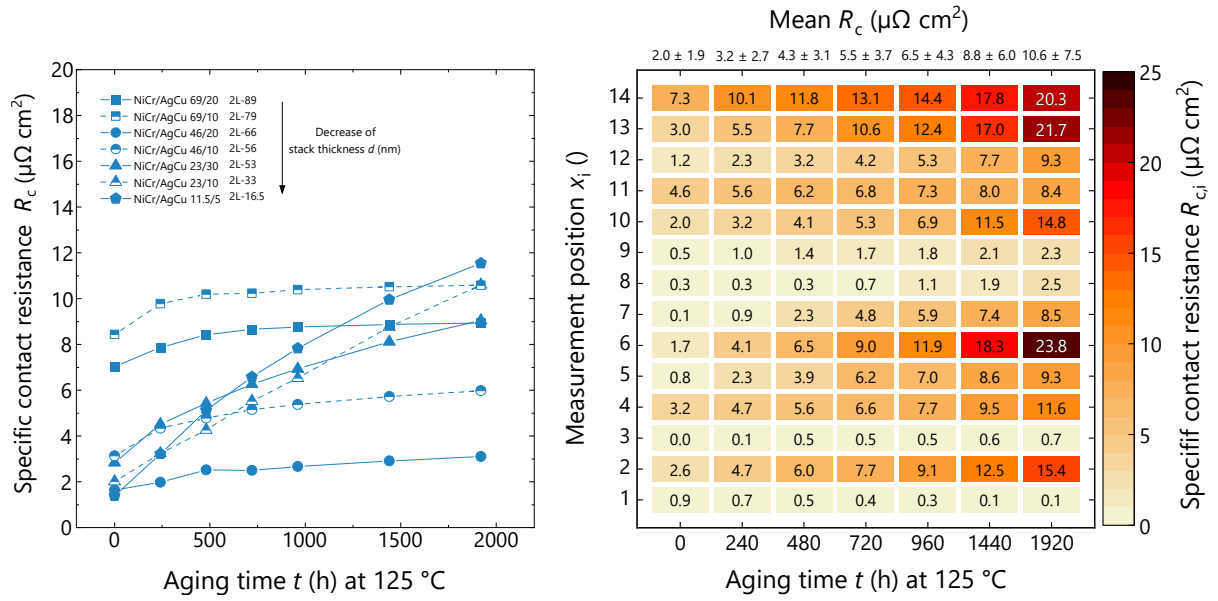 Specific contact resistance Rc (μΩ cm²)
20
18
16
14
12
10
8
6
4
2
0
NiCr/AgCu 69/20 2L-89
NiCr/AgCu 69/10 2L-79
NiCr/AgCu 46/20 2L-66
NiCr/AgCu 46/10 2L-56
NiCr/AgCu 23/30 2L-53
NiCr/AgCu 23/10 2L-33
NiCr/AgCu 11.5/5 2L-16.5
Decrease of
stack thickness d (nm)
0 500 1000 1500 2000
Aging time t (h) at 125 °C
Mean Rc (μΩ cm²)
2.0 ± 1.9 3.2 ± 2.7 4.3 ± 3.1 5.5 ± 3.7 6.5 ± 4.3 8.8 ± 6.0 10.6 ± 7.5
Measurement position xi ()
14 7.3 10.1 11.8 13.1 14.4 17.8 20.3
13 3.0 5.5 7.7 10.6 12.4 17.0 21.7
12 1.2 2.3 3.2 4.2 5.3 7.7 9.3
11 4.6 5.6 6.2 6.8 7.3 8.0 8.4
10 2.0 3.2 4.1 5.3 6.9 11.5 14.8
9 0.5 1.0 1.4 1.7 1.8 2.1 2.3
8 0.3 0.3 0.3 0.7 1.1 1.9 2.5
7 0.1 0.9 2.3 4.8 5.9 7.4 8.5
6 1.7 4.1 6.5 9.0 11.9 18.3 23.8
5 0.8 2.3 3.9 6.2 7.0 8.6 9.3
4 3.2 4.7 5.6 6.6 7.7 9.5 11.6
3 0.0 0.1 0.5 0.5 0.5 0.6 0.7
2 2.6 4.7 6.0 7.7 9.1 12.5 15.4
1 0.9 0.7 0.5 0.4 0.3 0.1 0.1
0 240 480 720 960 1440 1920
Aging time t (h) at 125 °C
25
20
15
10
5
0
Speciff contact resistance Rc,i (μΩ cm²)